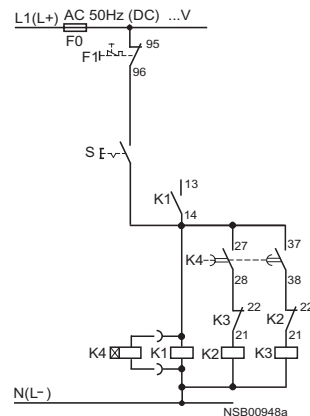 L1(L+) AC 50Hz (DC) ...V
F0
F1
95
96
S
K1
13
14
K4
27
28
37
38
K3
22
21
K2
22
21
K4
K1
K2
K3
N(L-)
NSB00948a